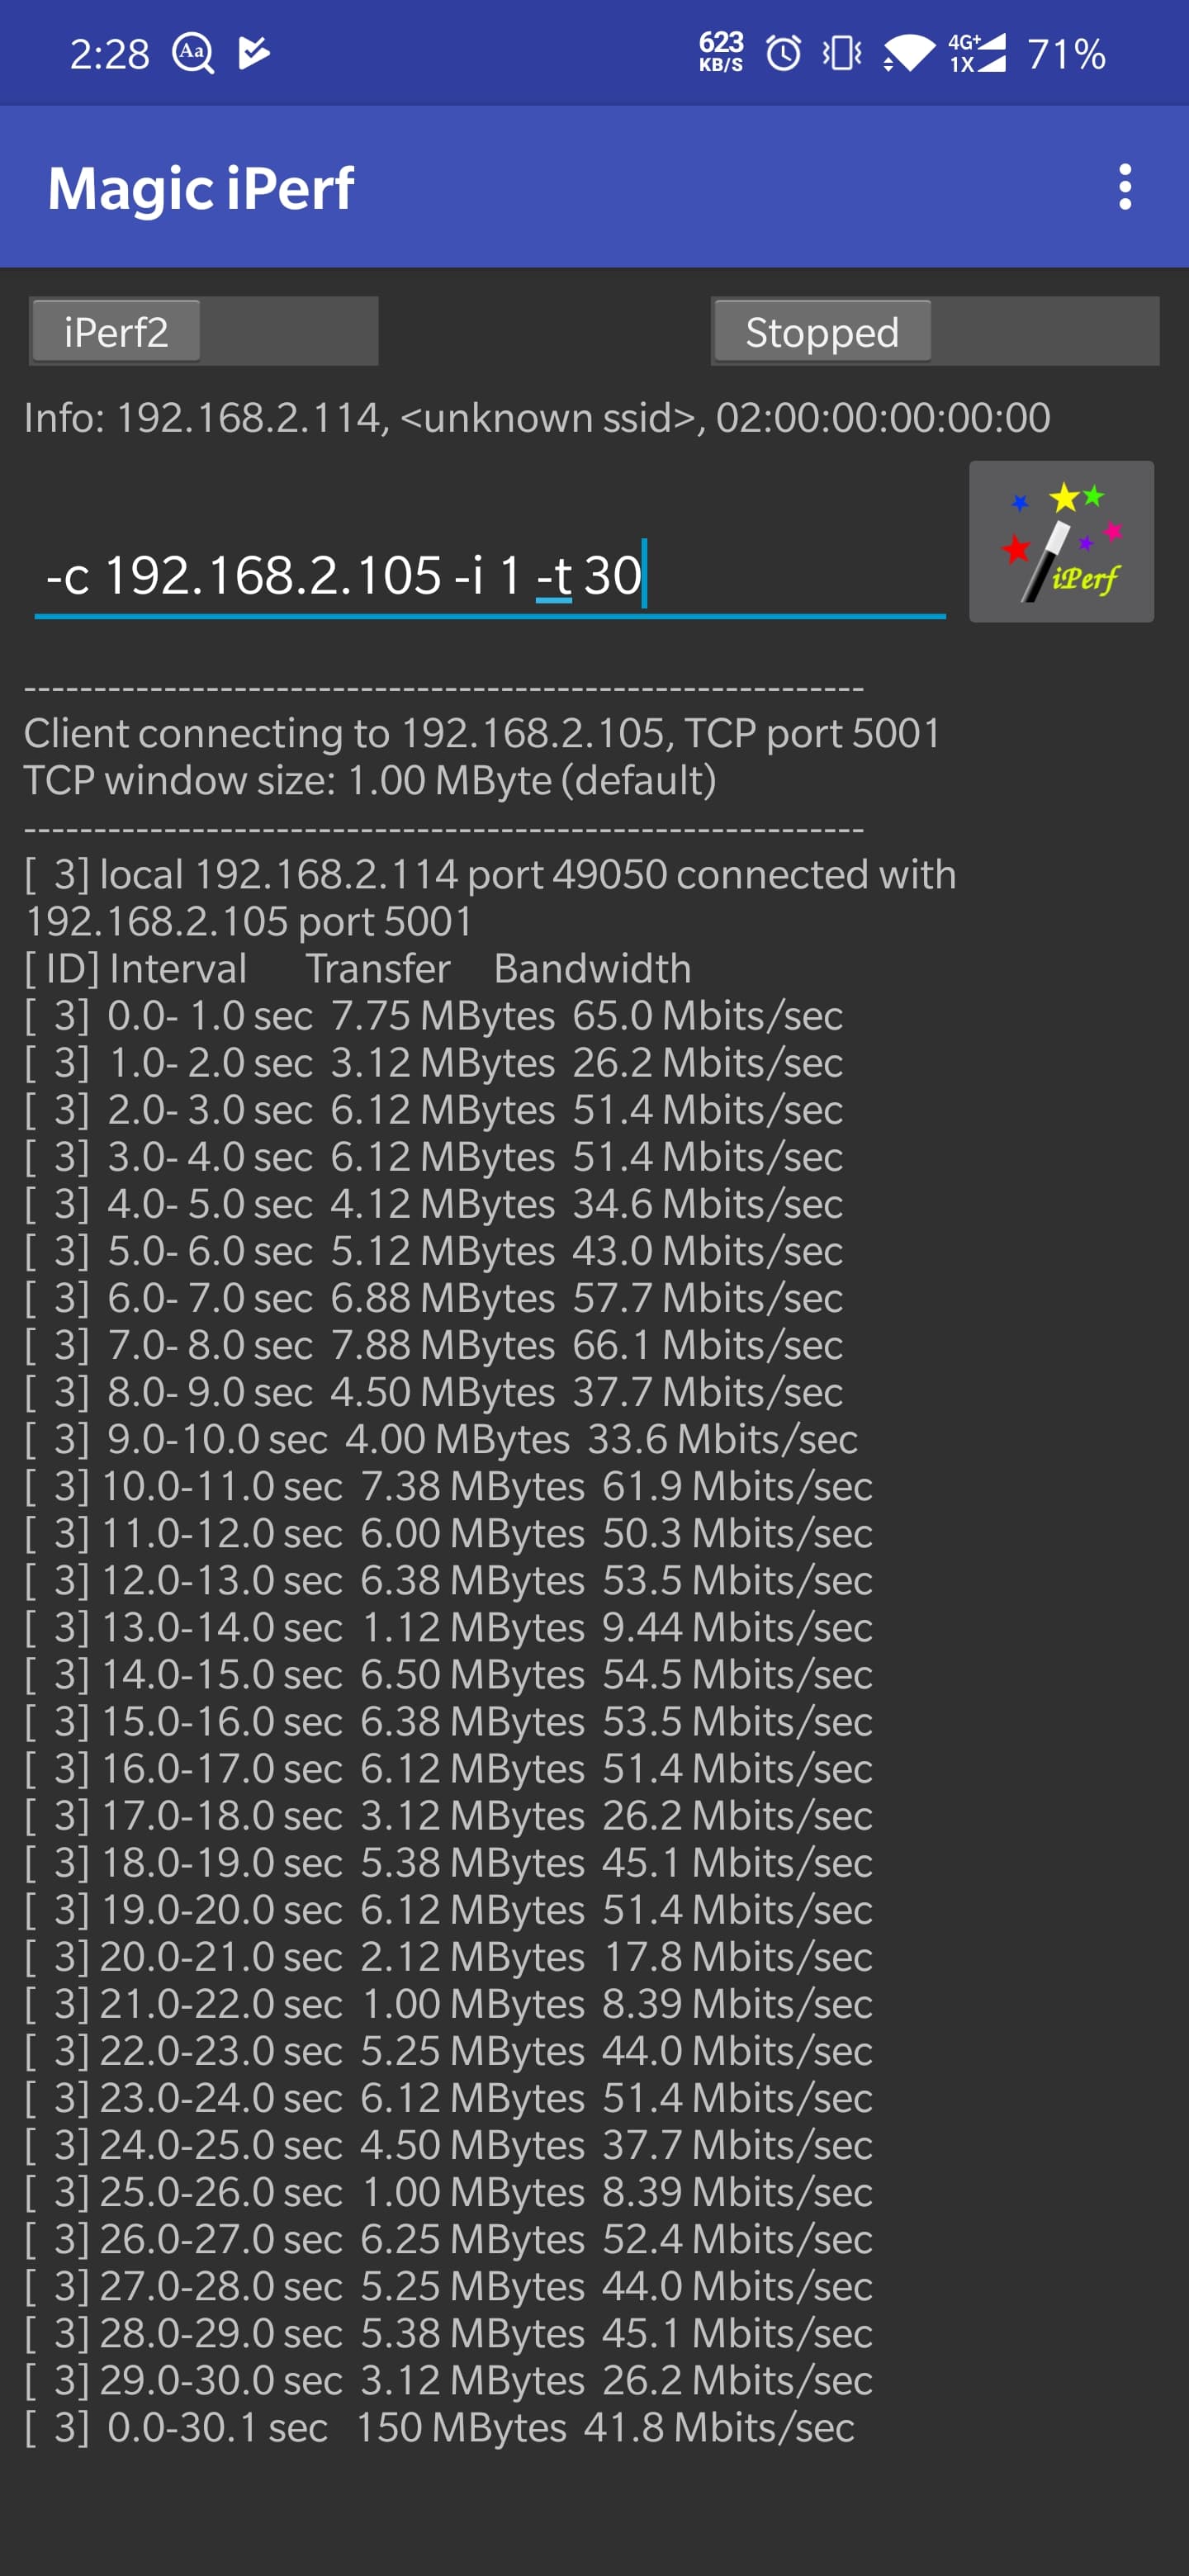 2:28 Aa 623 KB/S 4G+ 1X 71%
Magic iPerf
iPerf2 Stopped
Info: 192.168.2.114, <unknown ssid>, 02:00:00:00:00:00
-c 192.168.2.105 -i 1 -t 30
iPerf
------------------------------------------------------------
Client connecting to 192.168.2.105, TCP port 5001
TCP window size: 1.00 MByte (default)
------------------------------------------------------------
[ 3] local 192.168.2.114 port 49050 connected with
192.168.2.105 port 5001
[ ID] Interval Transfer Bandwidth
[ 3] 0.0- 1.0 sec 7.75 MBytes 65.0 Mbits/sec
[ 3] 1.0- 2.0 sec 3.12 MBytes 26.2 Mbits/sec
[ 3] 2.0- 3.0 sec 6.12 MBytes 51.4 Mbits/sec
[ 3] 3.0- 4.0 sec 6.12 MBytes 51.4 Mbits/sec
[ 3] 4.0- 5.0 sec 4.12 MBytes 34.6 Mbits/sec
[ 3] 5.0- 6.0 sec 5.12 MBytes 43.0 Mbits/sec
[ 3] 6.0- 7.0 sec 6.88 MBytes 57.7 Mbits/sec
[ 3] 7.0- 8.0 sec 7.88 MBytes 66.1 Mbits/sec
[ 3] 8.0- 9.0 sec 4.50 MBytes 37.7 Mbits/sec
[ 3] 9.0-10.0 sec 4.00 MBytes 33.6 Mbits/sec
[ 3] 10.0-11.0 sec 7.38 MBytes 61.9 Mbits/sec
[ 3] 11.0-12.0 sec 6.00 MBytes 50.3 Mbits/sec
[ 3] 12.0-13.0 sec 6.38 MBytes 53.5 Mbits/sec
[ 3] 13.0-14.0 sec 1.12 MBytes 9.44 Mbits/sec
[ 3] 14.0-15.0 sec 6.50 MBytes 54.5 Mbits/sec
[ 3] 15.0-16.0 sec 6.38 MBytes 53.5 Mbits/sec
[ 3] 16.0-17.0 sec 6.12 MBytes 51.4 Mbits/sec
[ 3] 17.0-18.0 sec 3.12 MBytes 26.2 Mbits/sec
[ 3] 18.0-19.0 sec 5.38 MBytes 45.1 Mbits/sec
[ 3] 19.0-20.0 sec 6.12 MBytes 51.4 Mbits/sec
[ 3] 20.0-21.0 sec 2.12 MBytes 17.8 Mbits/sec
[ 3] 21.0-22.0 sec 1.00 MBytes 8.39 Mbits/sec
[ 3] 22.0-23.0 sec 5.25 MBytes 44.0 Mbits/sec
[ 3] 23.0-24.0 sec 6.12 MBytes 51.4 Mbits/sec
[ 3] 24.0-25.0 sec 4.50 MBytes 37.7 Mbits/sec
[ 3] 25.0-26.0 sec 1.00 MBytes 8.39 Mbits/sec
[ 3] 26.0-27.0 sec 6.25 MBytes 52.4 Mbits/sec
[ 3] 27.0-28.0 sec 5.25 MBytes 44.0 Mbits/sec
[ 3] 28.0-29.0 sec 5.38 MBytes 45.1 Mbits/sec
[ 3] 29.0-30.0 sec 3.12 MBytes 26.2 Mbits/sec
[ 3] 0.0-30.1 sec 150 MBytes 41.8 Mbits/sec